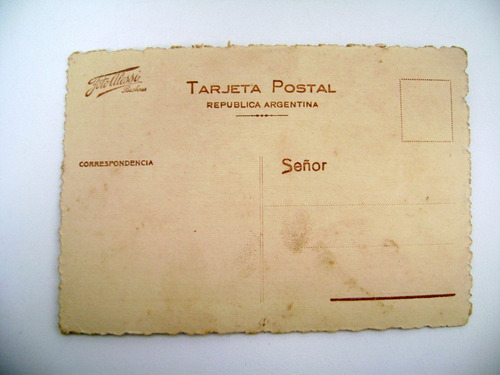 TARJETA POSTAL
REPUBLICA ARGENTINA
CORRESPONDENCIA
Señor